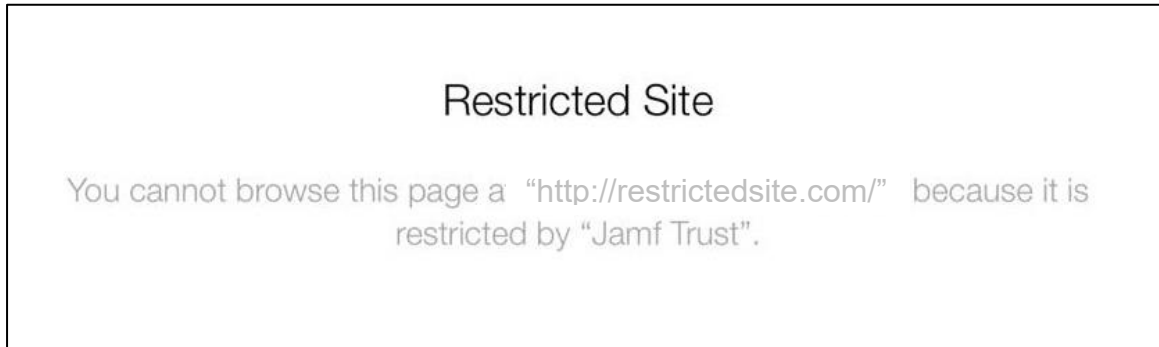 Restricted Site
You cannot browse this page a “http://restrictedsite.com/” because it is
restricted by “Jamf Trust”.